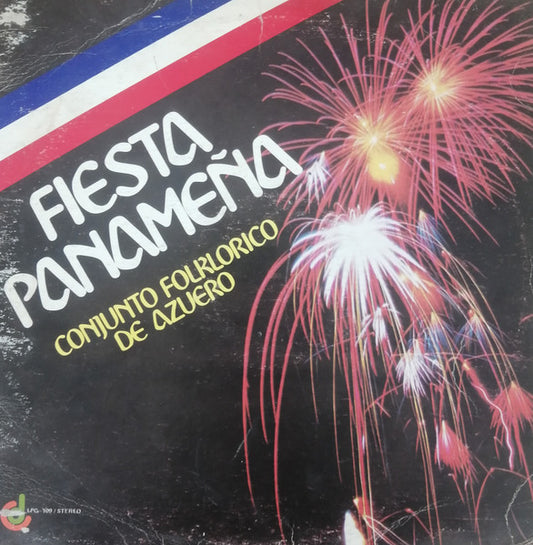 FIESTA
PANAMEÑA
CONJUNTO FOLKLORICO
DE AZUERO
LPG-109 / STEREO